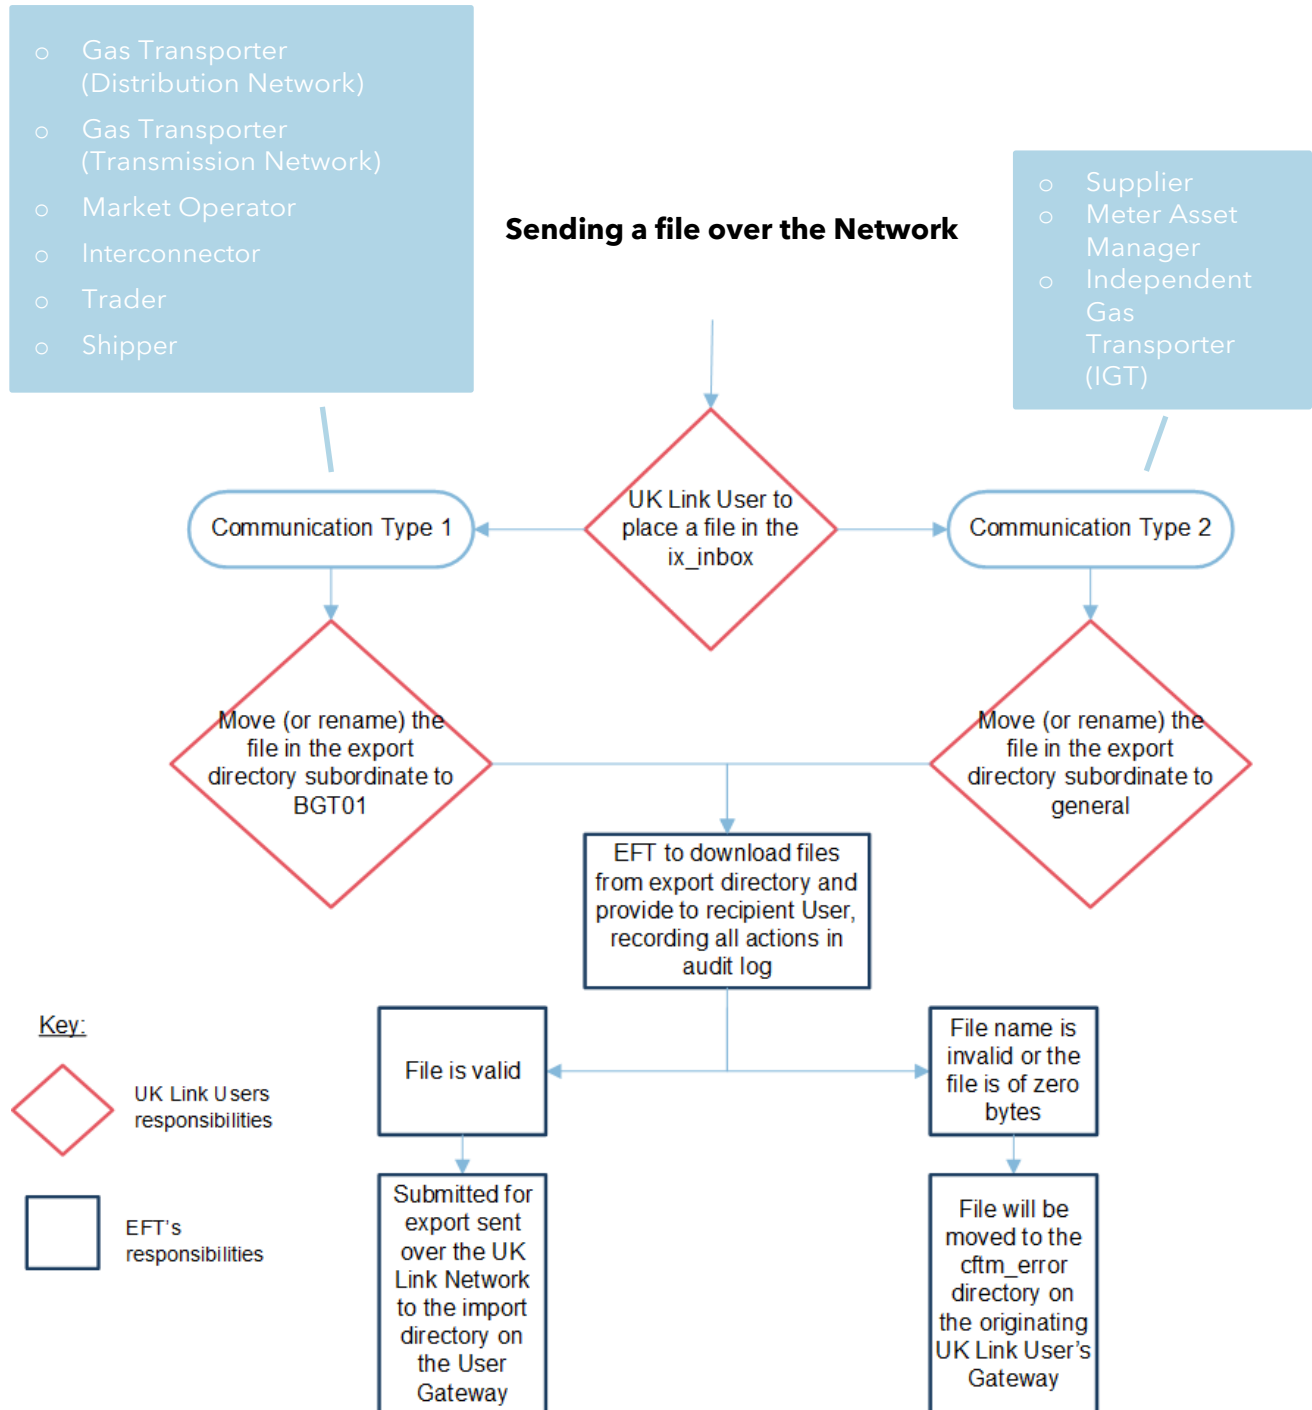 Gas Transporter
(Distribution Network)
Gas Transporter
(Transmission Network)
Market Operator
Interconnector
Trader
Shipper
Supplier
Meter Asset
Manager
Independent
Gas
Transporter
(IGT)
Sending a file over the Network
Communication Type 1
UK Link User to
place a file in the
ix_inbox
Communication Type 2
Move (or rename) the
file in the export
directory subordinate to
BGT01
Move (or rename) the
file in the export
directory subordinate to
general
EFT to download files
from export directory and
provide to recipient User,
recording all actions in
audit log
File is valid
File name is
invalid or the
file is of zero
bytes
Submitted for
export sent
over the UK
Link Network
to the import
directory on
the User
Gateway
File will be
moved to the
cftm_error
directory on
the originating
UK Link User's
Gateway
Key:
UK Link Users
responsibilities
EFT's
responsibilities